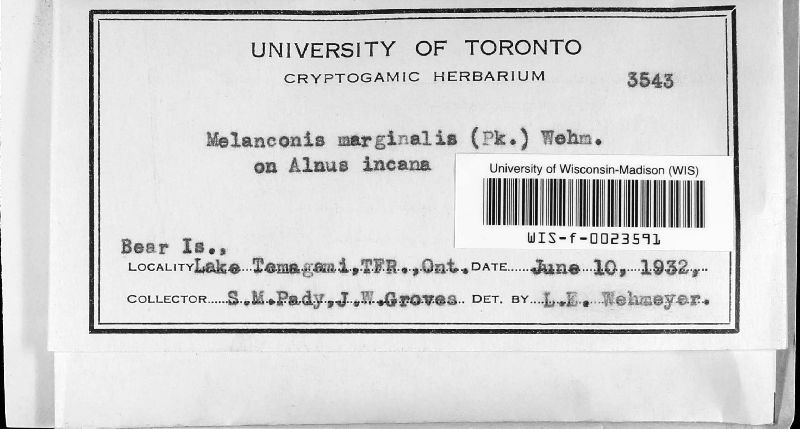 UNIVERSITY OF TORONTO
CRYPTOGAMIC HERBARIUM
3543
Melanconis marginalis (Pk.) Wehm.
on Alnus incana
University of Wisconsin-Madison (WIS)
WIS-f-0023591
Bear Is.,
LOCALITY Lake Temagami, TFR., Ont. DATE June 10, 1932,
COLLECTOR S.M.Pady, J.W.Groves DET. BY L.E. Wehmeyer.